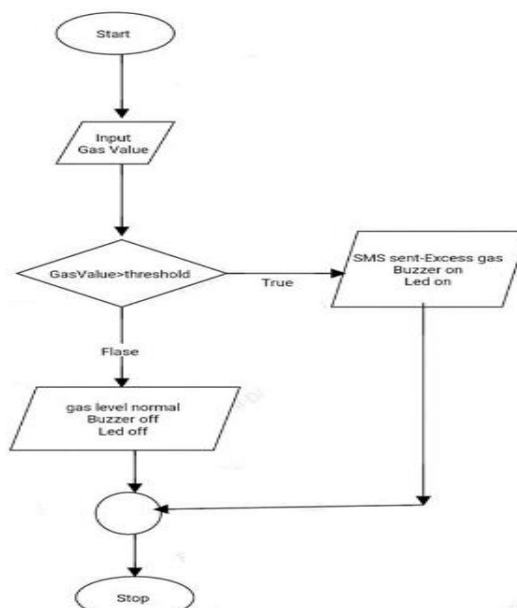 Start
Input
Gas Value
GasValue>threshold
True
SMS sent-Excess gas
Buzzer on
Led on
Flase
gas level normal
Buzzer off
Led off
Stop